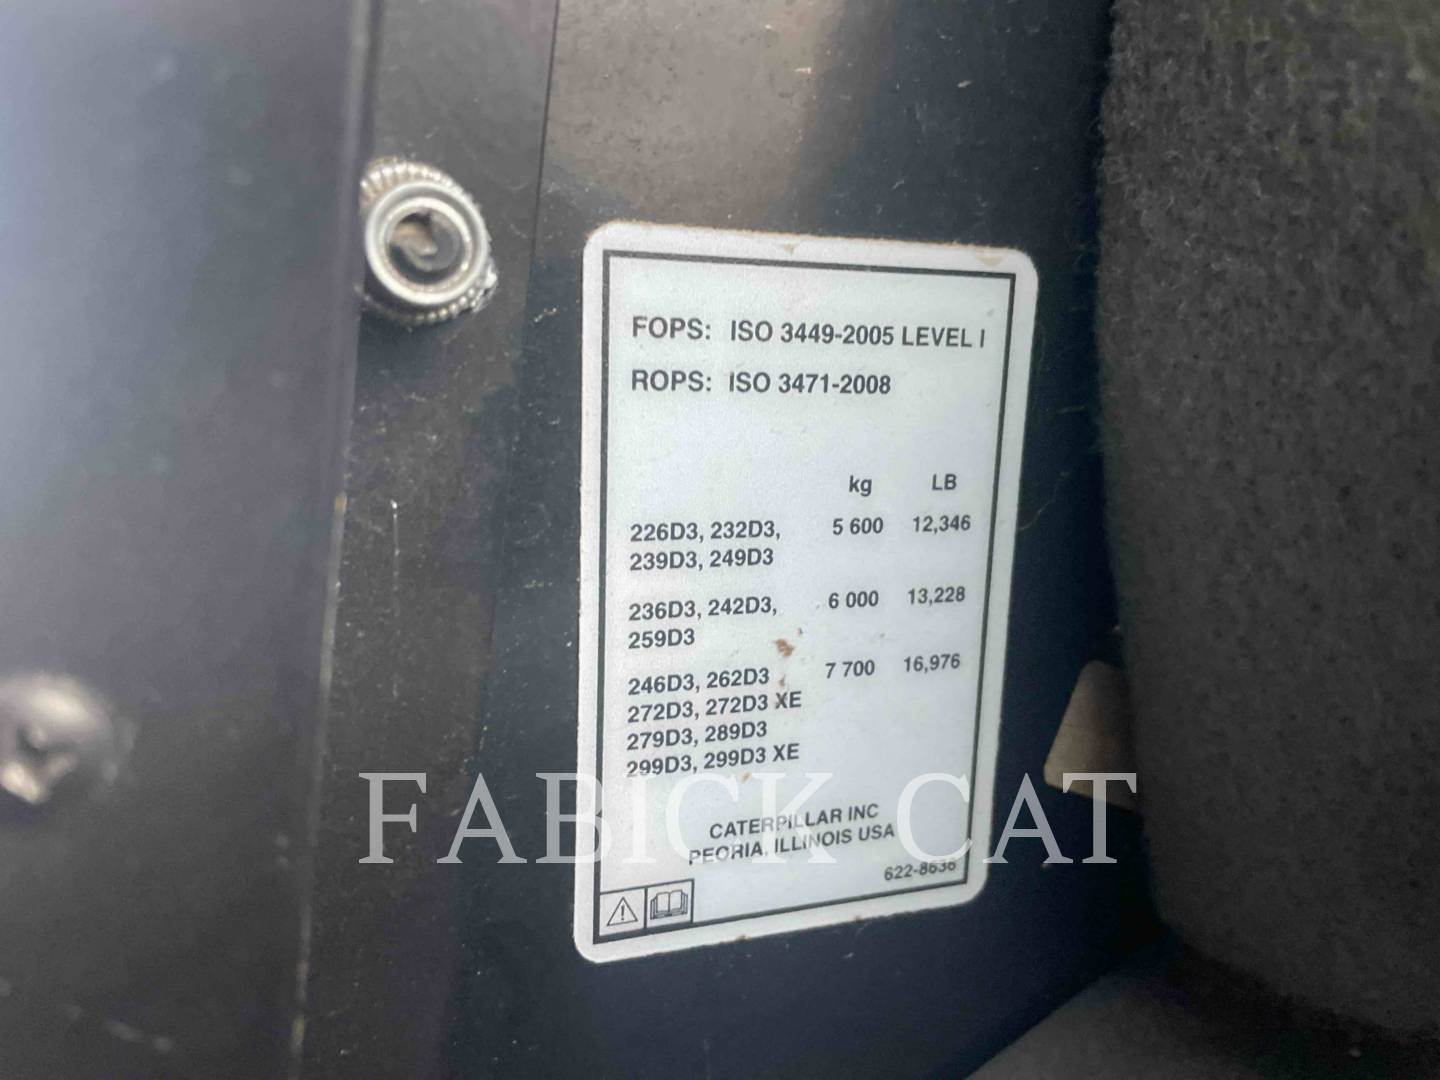 FOPS: ISO 3449-2005 LEVEL I
ROPS: ISO 3471-2008
kg LB
226D3, 232D3, 5 600 12,346
239D3, 249D3
236D3, 242D3, 6 000 13,228
259D3
246D3, 262D3 7 700 16,976
272D3, 272D3 XE
279D3, 289D3
299D3, 299D3 XE
FABICK CAT
CATERPILLAR INC
PEORIA, ILLINOIS USA
622-8636